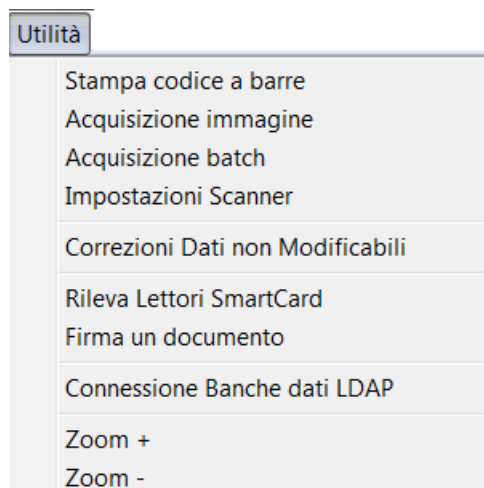 Utilità
Stampa codice a barre
Acquisizione immagine
Acquisizione batch
Impostazioni Scanner
Correzioni Dati non Modificabili
Rileva Lettori SmartCard
Firma un documento
Connessione Banche dati LDAP
Zoom +
Zoom -